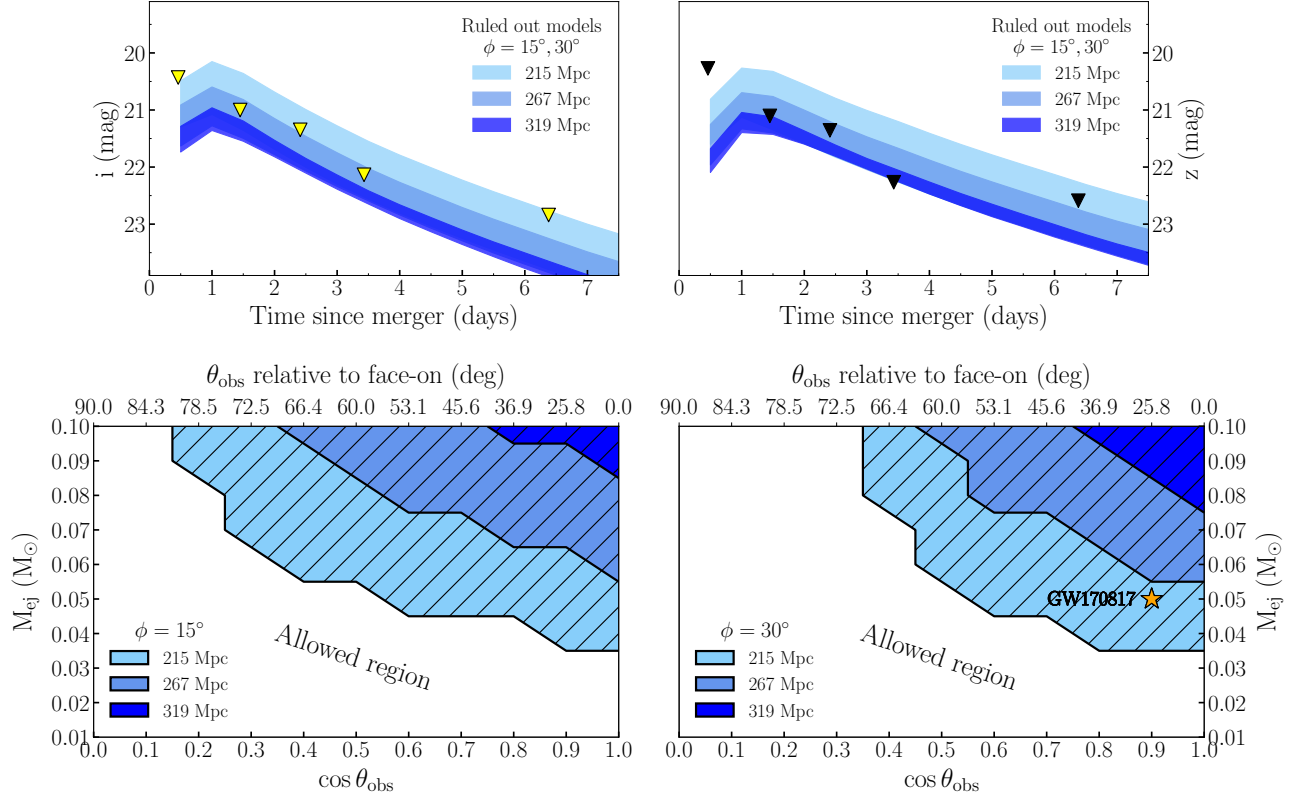 Ruled out models
ϕ = 15°, 30°
215 Mpc
267 Mpc
319 Mpc
20
21
22
23
i (mag)
0 1 2 3 4 5 6 7
Time since merger (days)
Ruled out models
ϕ = 15°, 30°
215 Mpc
267 Mpc
319 Mpc
20
21
22
23
z (mag)
0 1 2 3 4 5 6 7
Time since merger (days)
θobs relative to face-on (deg)
90.0 84.3 78.5 72.5 66.4 60.0 53.1 45.6 36.9 25.8 0.0
0.10
0.09
0.08
0.07
0.06
0.05
0.04
0.03
0.02
0.01
Mej (M⊙)
ϕ = 15°
215 Mpc
267 Mpc
319 Mpc
Allowed region
0.0 0.1 0.2 0.3 0.4 0.5 0.6 0.7 0.8 0.9 1.0
cos θobs
θobs relative to face-on (deg)
90.0 84.3 78.5 72.5 66.4 60.0 53.1 45.6 36.9 25.8 0.0
0.10
0.09
0.08
0.07
0.06
0.05
0.04
0.03
0.02
0.01
Mej (M⊙)
GW170817
ϕ = 30°
215 Mpc
267 Mpc
319 Mpc
Allowed region
0.0 0.1 0.2 0.3 0.4 0.5 0.6 0.7 0.8 0.9 1.0
cos θobs